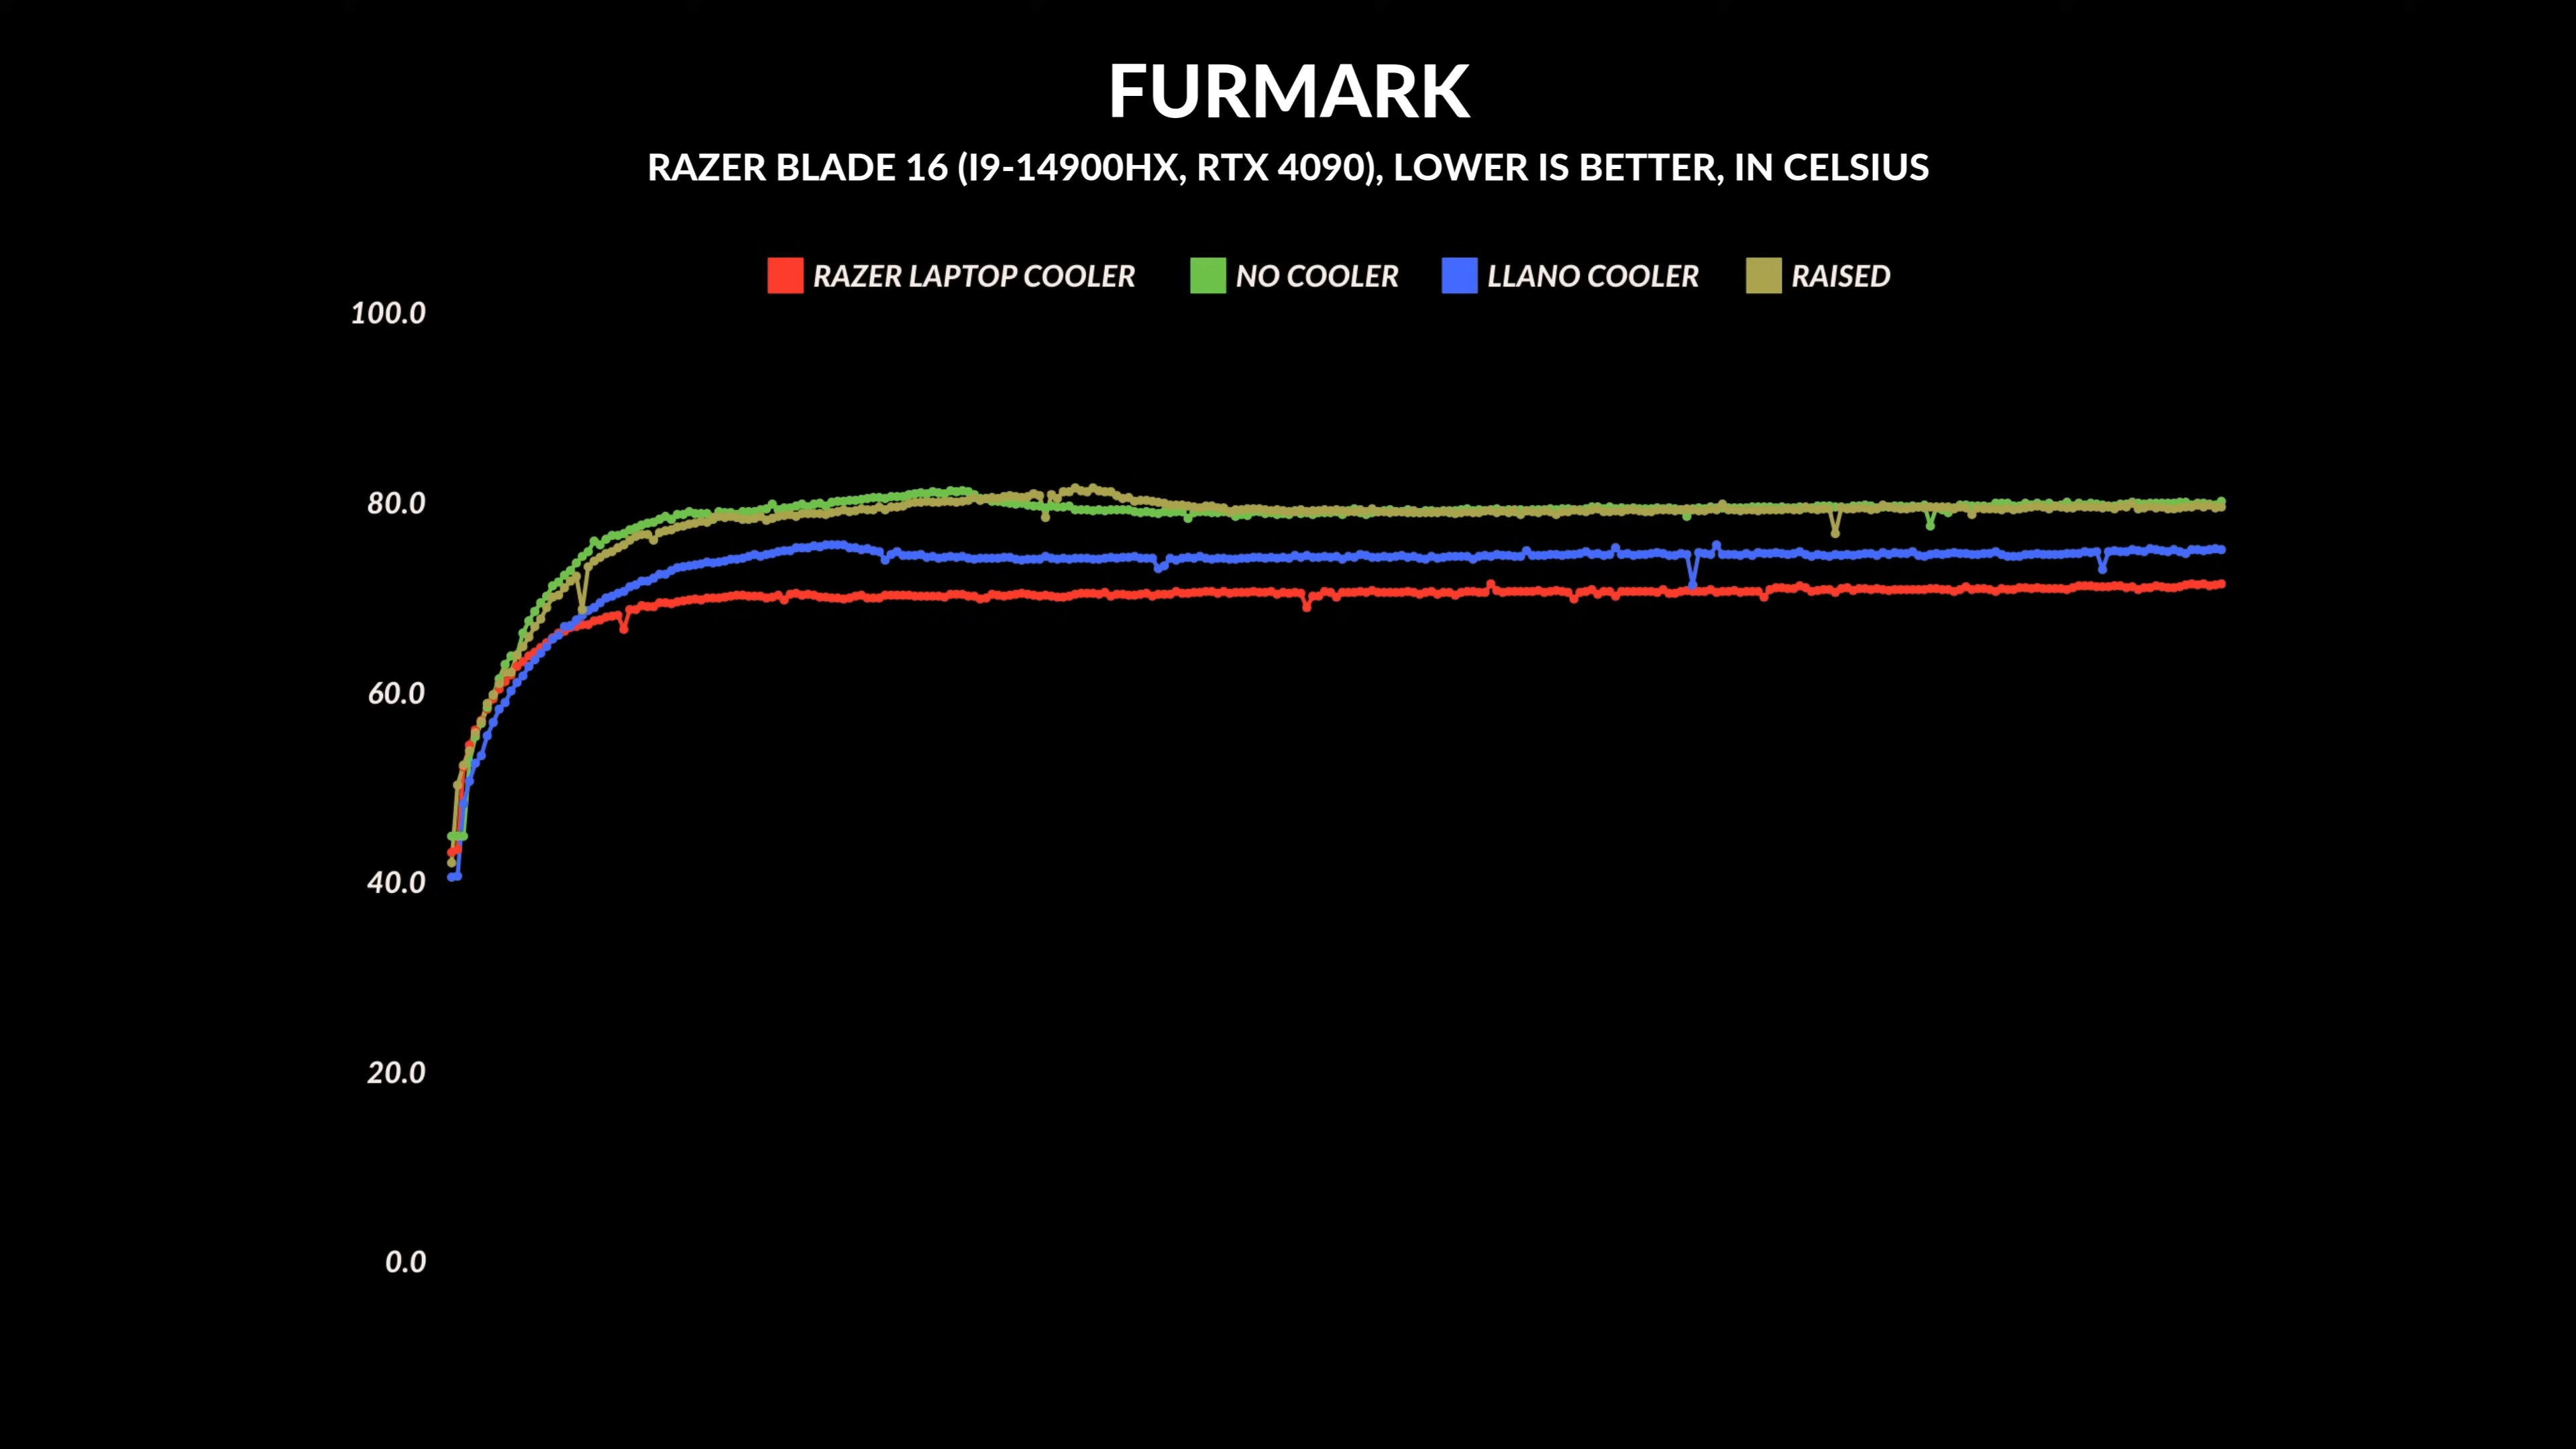 FURMARK
RAZER BLADE 16 (I9-14900HX, RTX 4090), LOWER IS BETTER, IN CELSIUS
RAZER LAPTOP COOLER NO COOLER LLANO COOLER RAISED
100.0
80.0
60.0
40.0
20.0
0.0